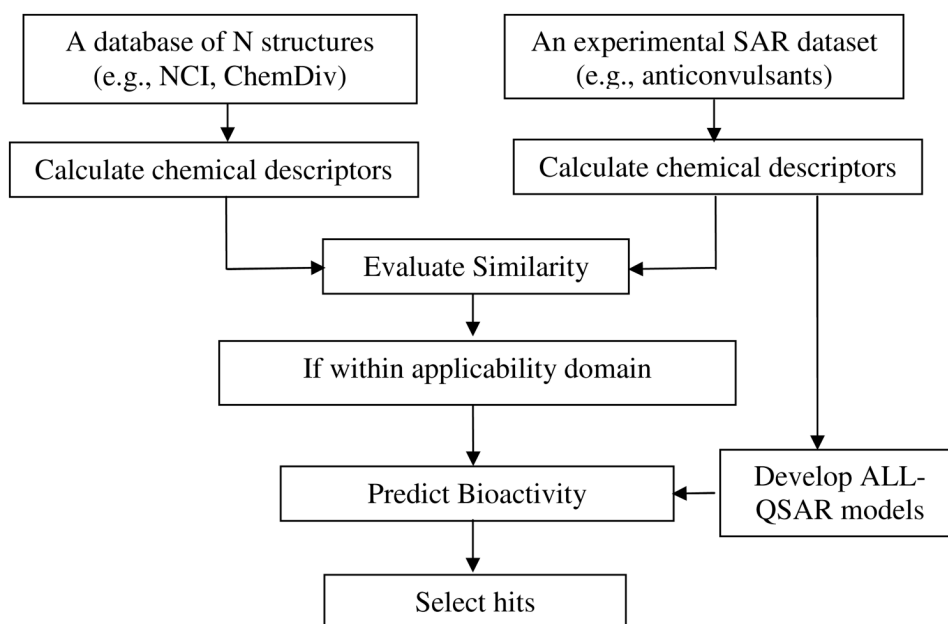 A database of N structures
(e.g., NCI, ChemDiv)
An experimental SAR dataset
(e.g., anticonvulsants)
Calculate chemical descriptors
Calculate chemical descriptors
Evaluate Similarity
If within applicability domain
Predict Bioactivity
Develop ALL-
QSAR models
Select hits